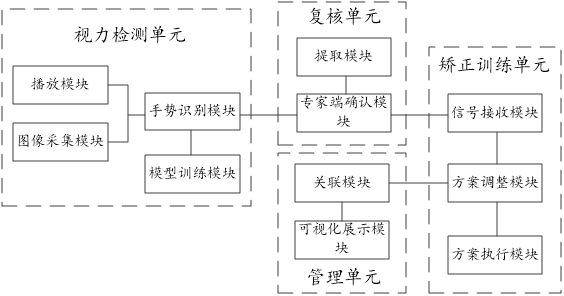 视力检测单元
播放模块
图像采集模块
手势识别模块
模型训练模块
复核单元
提取模块
专家端确认模
块
关联模块
可视化展示模
块
管理单元
矫正训练单元
信号接收模块
方案调整模块
方案执行模块